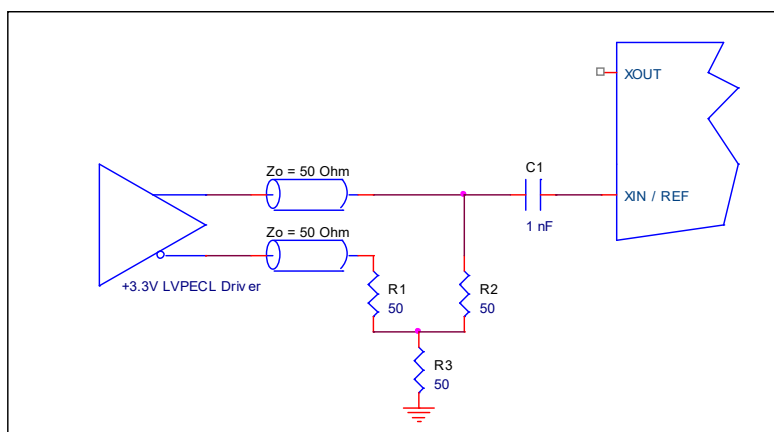 XOUT
Zo = 50 Ohm
C1
XIN / REF
1 nF
Zo = 50 Ohm
+3.3V LVPECL Driver
R1
50
R2
50
R3
50